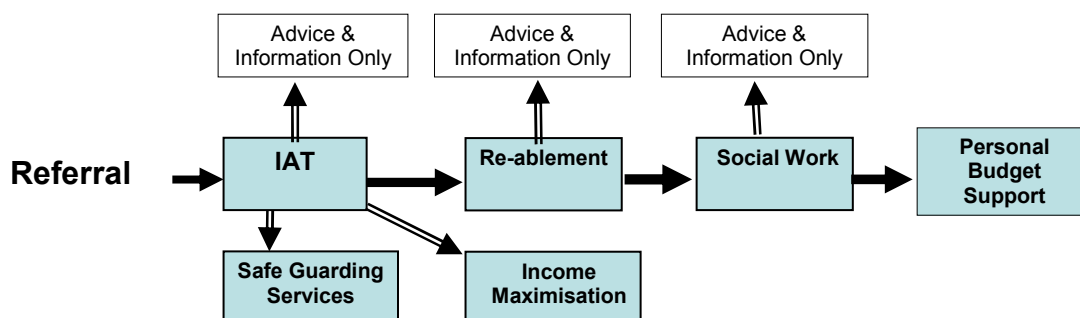 Advice &
Information Only
Advice &
Information Only
Advice &
Information Only
Referral
IAT
Re-ablement
Social Work
Personal
Budget
Support
Safe Guarding
Services
Income
Maximisation